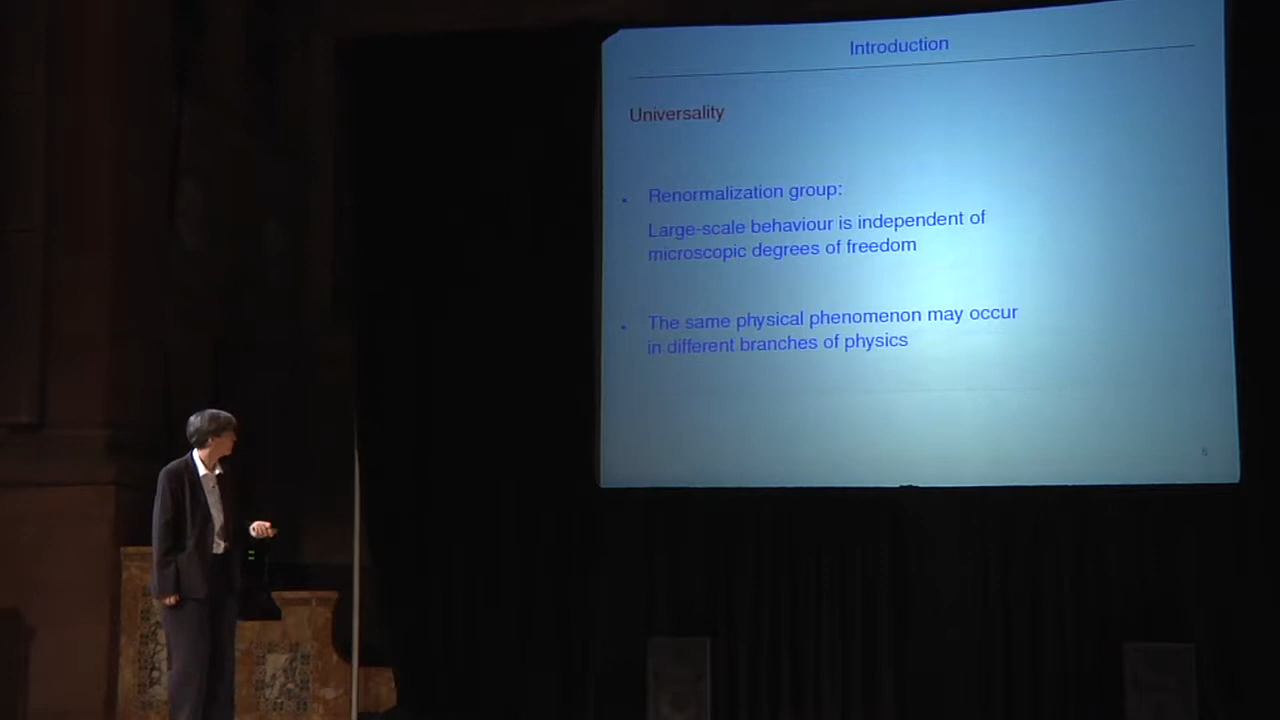 Introduction
Universality
• Renormalization group:
Large-scale behaviour is independent of
microscopic degrees of freedom
• The same physical phenomenon may occur
in different branches of physics